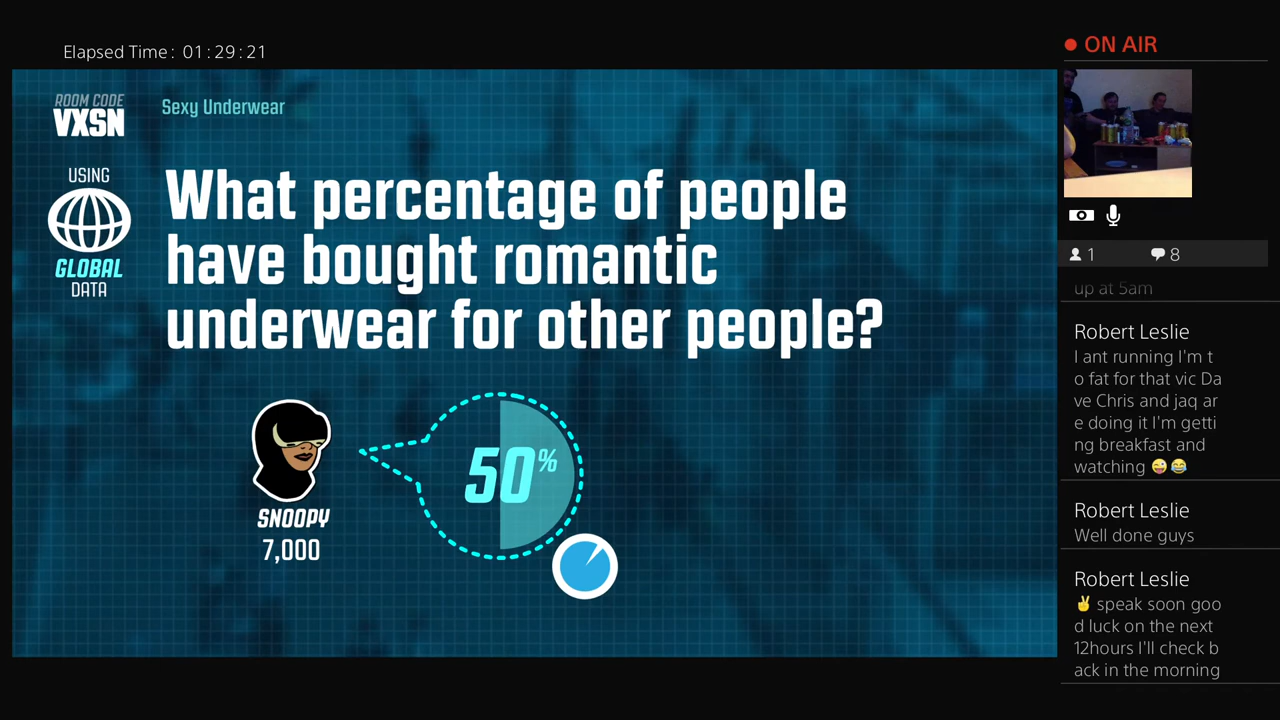 Elapsed Time: 01:29:21
ON AIR
ROOM CODE
VXSN
Sexy Underwear
USING
GLOBAL
DATA
What percentage of people
have bought romantic
underwear for other people?
50%
SNOOPY
7,000
1
8
up at 5am
Robert Leslie
I ant running I'm t
o fat for that vic Da
ve Chris and jaq ar
e doing it I'm getti
ng breakfast and
watching 😜😂
Robert Leslie
Well done guys
Robert Leslie
✌ speak soon goo
d luck on the next
12hours I'll check b
ack in the morning